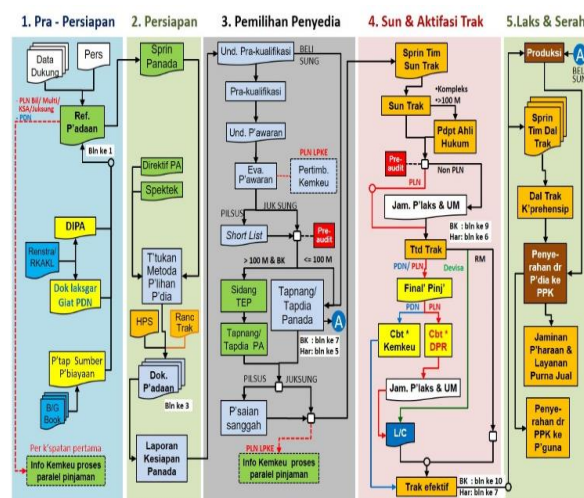 1. Pra - Persiapan
Data
Dukung
Pers
- PLN Bil/ Multi/
KSA/Juksung
- PDN
Ref.
P'adaan
Bln ke 1
DIPA
Renstra/
RKAKL
Dok laksgar
Giat PDN
P'tap Sumber
P'biayaan
B/G
Book
Per k'spatan pertama
Info Kemkeu proses
paralel pinjaman
2. Persiapan
Sprin
Panada
Direktif PA
Spektek
T'tukan
Metoda
P'lihan
P'dia
HPS
Ranc
Trak
Dok.
P'adaan
Bln ke 3
Laporan
Kesiapan
Panada
3. Pemilihan Penyedia
Und. Pra-kualifikasi
BELI
SUNG
Pra-kualifikasi
Und. P'awaran
PLN LPKE
Eva.
P'awaran
Pertimb.
Kemkeu
PILSUS
JUK SUNG
Short List
Pre-
audit
> 100 M & BK
<= 100 M
Sidang
TEP
Tapnang/
Tapdia
Panada
A
Tapnang/
Tapdia PA
BK : bln ke 7
Har: bln ke 5
PILSUS
JUKSUNG
P'saian
sanggah
PLN LPKE
Info Kemkeu proses
paralel pinjaman
4. Sun & Aktifasi Trak
Sprin Tim
Sun Trak
•Kompleks
•>100 M
Sun Trak
Pdpt Ahli
Hukum
Pre-
audit
Non PLN
PLN
Jam. P'laks & UM
BK : bln ke 9
Har: bln ke 6
Ttd Trak
PDN/ PLN
Devisa
RM
Final' Pinj'
PDN
PLN
Cbt *
Kemkeu
Cbt *
DPR
Jam. P'laks & UM
L/C
Trak efektif
BK : bln ke 10
Har: bln ke 7
5.Laks & Serah
Produksi
A
BELI
SUNG
Sprin
Tim Dal
Trak
Dal Trak
K'prehensip
Penye-
rahan dr
P'dia ke
PPK
Jaminan
P'haraan &
Layanan
Purna Jual
Penye-
rahan dr
PPK ke
P'guna